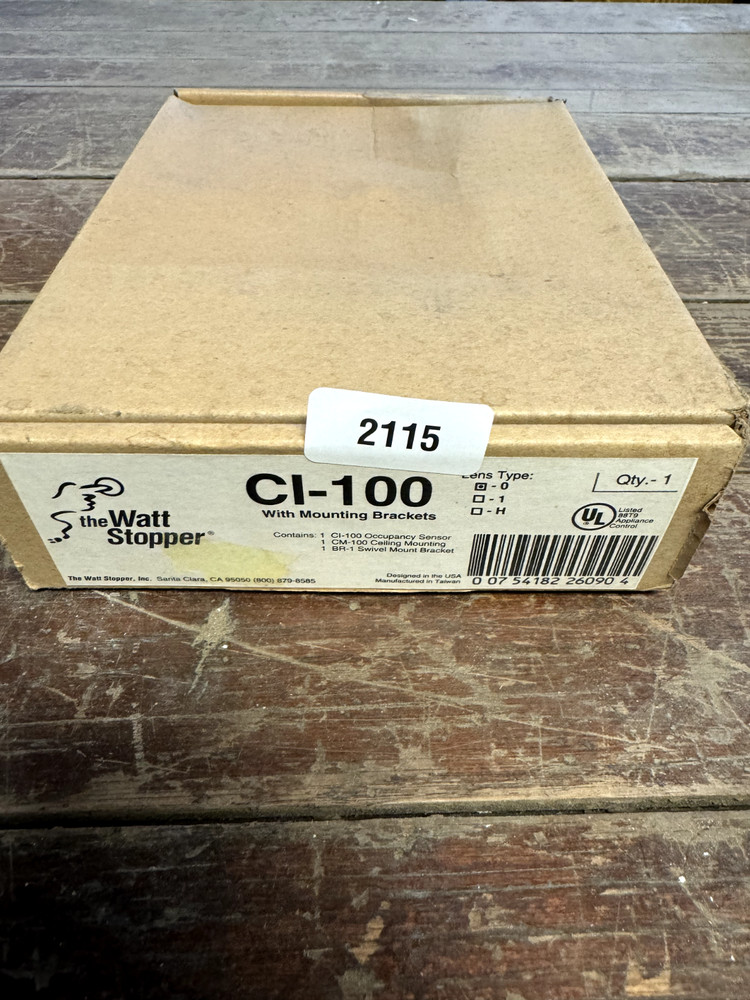 2115
the Watt
Stopper®
CI-100
With Mounting Brackets
Contains: 1 CI-100 Occupancy Sensor
1 CM-100 Ceiling Mounting
1 BR-1 Swivel Mount Bracket
Lens Type:
- 0
- 1
- H
Qty.- 1
UL
Listed
88T9
Appliance
Control
The Watt Stopper, Inc. Santa Clara, CA 95050 (800) 879-8585
Designed in the USA
Manufactured in Taiwan
0 07 54182 26090 4